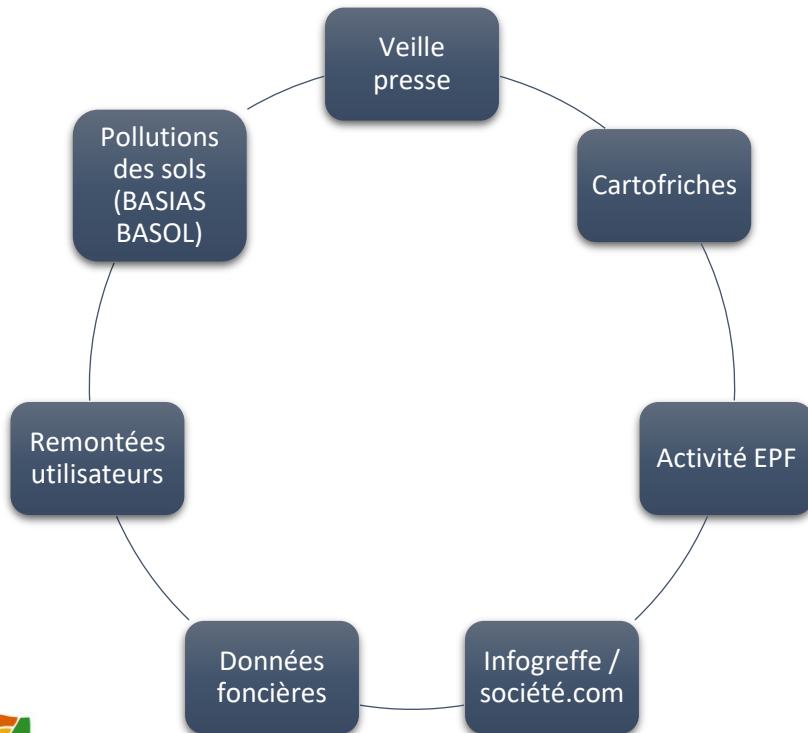 Veille
presse
Cartofriches
Activité EPF
Infogreffe /
société.com
Données
foncières
Remontées
utilisateurs
Pollutions
des sols
(BASIAS
BASOL)